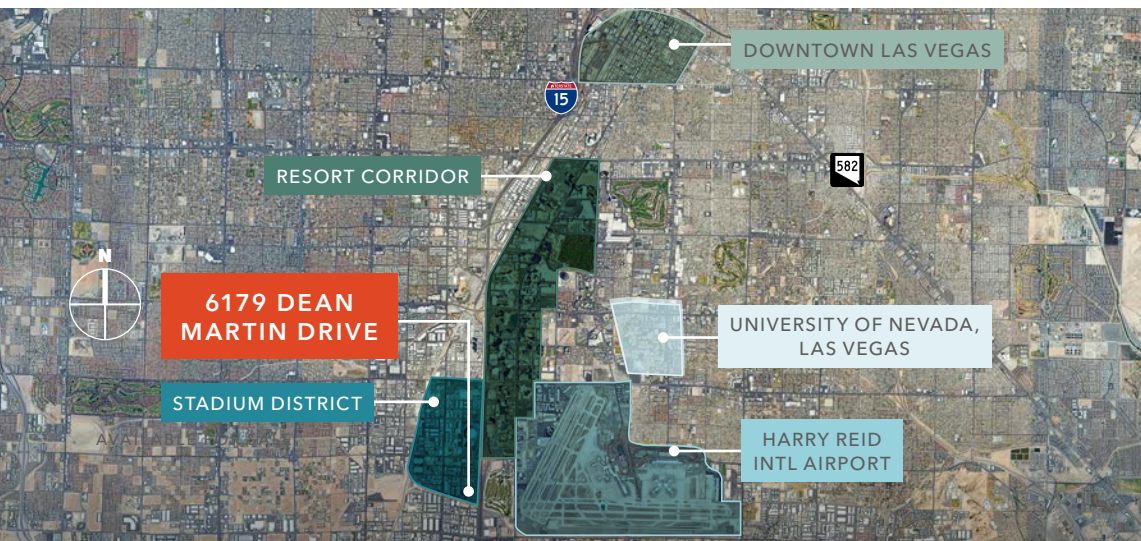 DOWNTOWN LAS VEGAS
INTERSTATE
15
582
RESORT CORRIDOR
N
6179 DEAN
MARTIN DRIVE
UNIVERSITY OF NEVADA,
LAS VEGAS
STADIUM DISTRICT
HARRY REID
INTL AIRPORT